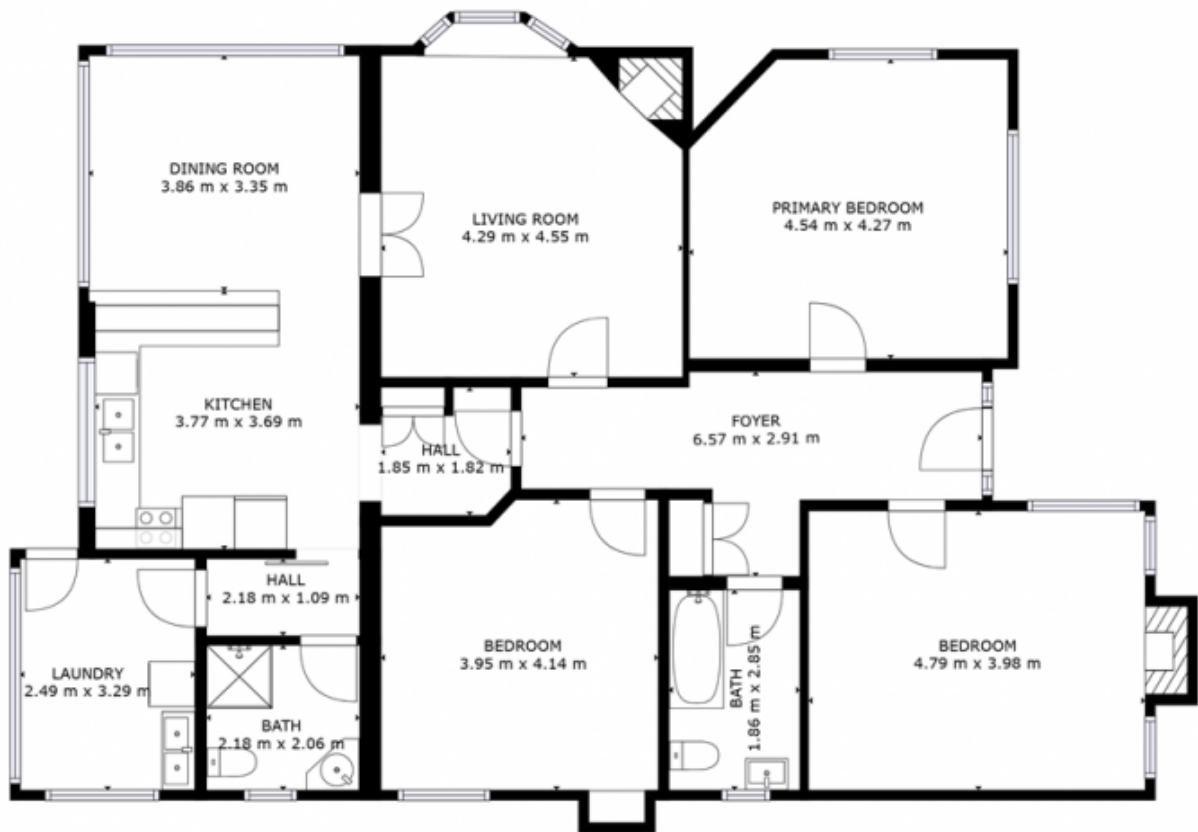 DINING ROOM
3.86 m x 3.35 m
LIVING ROOM
4.29 m x 4.55 m
PRIMARY BEDROOM
4.54 m x 4.27 m
KITCHEN
3.77 m x 3.69 m
HALL
1.85 m x 1.82 m
FOYER
6.57 m x 2.91 m
HALL
2.18 m x 1.09 m
LAUNDRY
2.49 m x 3.29 m
BATH
2.18 m x 2.06 m
BEDROOM
3.95 m x 4.14 m
BATH
1.86 m x 2.85 m
BEDROOM
4.79 m x 3.98 m